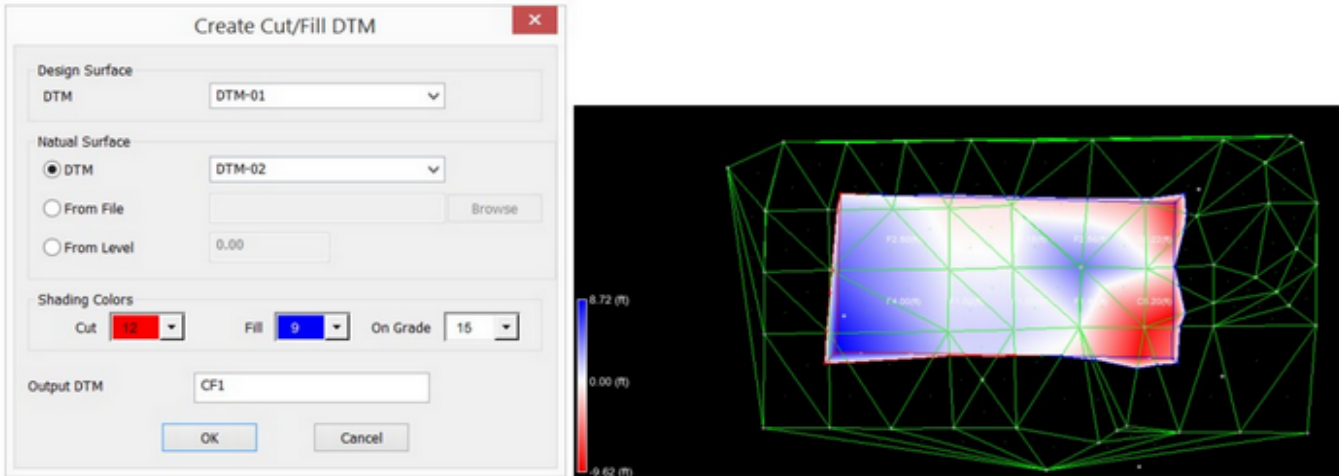 Create Cut/Fill DTM
Design Surface
DTM
DTM-01
Natual Surface
DTM
DTM-02
From File
Browse
From Level
0.00
Shading Colors
Cut
12
Fill
9
On Grade
15
Output DTM
CF1
OK
Cancel
8.72 (ft)
0.00 (ft)
-9.62 (ft)